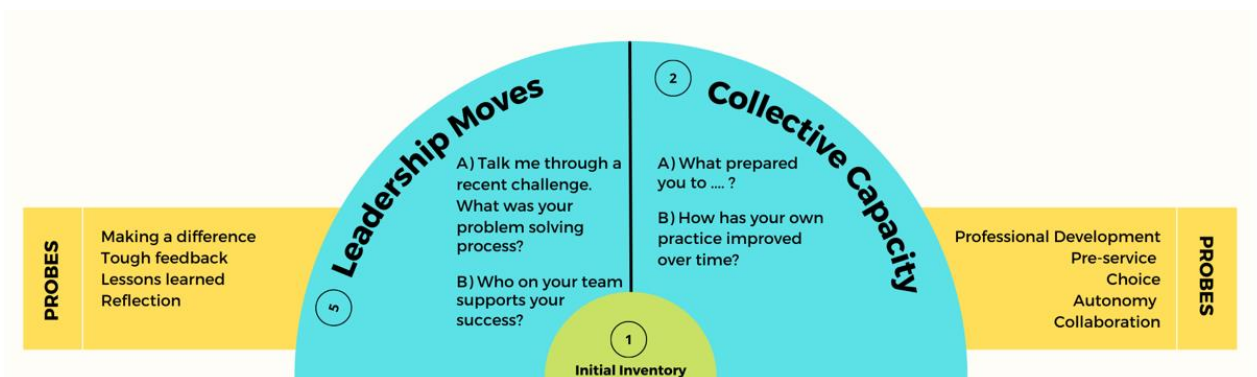 PROBES
Making a difference
Tough feedback
Lessons learned
Reflection
5
Leadership Moves
A) Talk me through a
recent challenge.
What was your
problem solving
process?
B) Who on your team
supports your
success?
2
Collective Capacity
A) What prepared
you to .... ?
B) How has your own
practice improved
over time?
1
Initial Inventory
Professional Development
Pre-service
Choice
Autonomy
Collaboration
PROBES